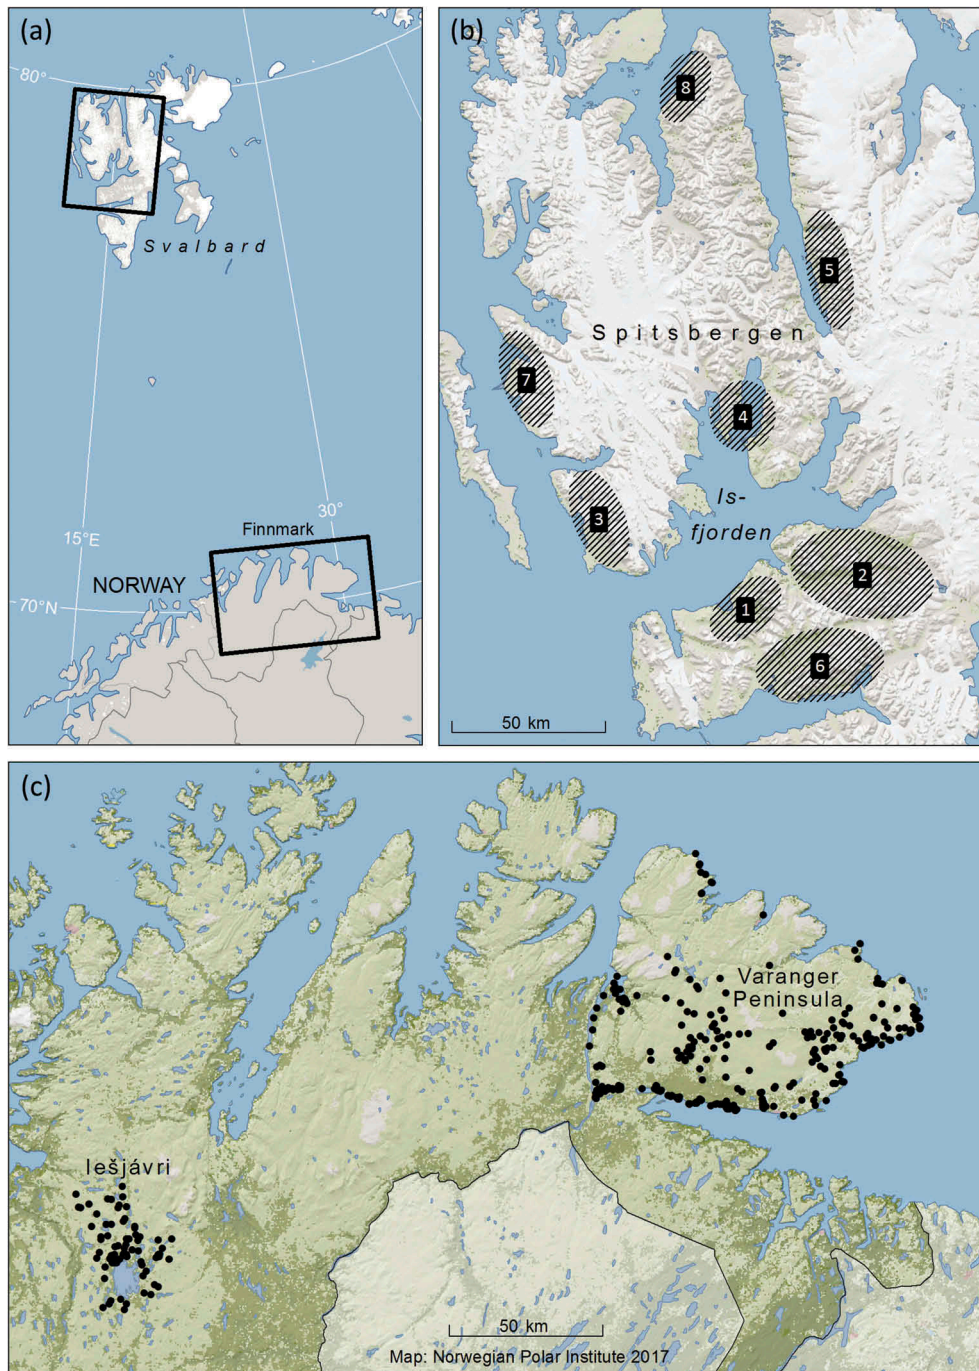 (a)
80°
Svalbard
30°
Finnmark
15°E
NORWAY
70°N
(b)
8
5
Spitsbergen
7
4
Is-
fjorden
3
2
1
6
50 km
(c)
Varanger
Peninsula
Iešjávri
50 km
Map: Norwegian Polar Institute 2017